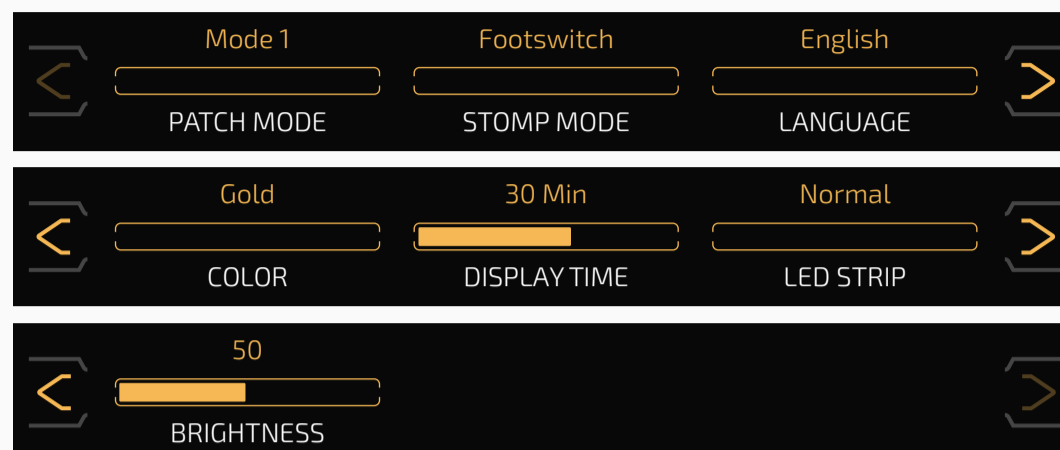 Mode 1 Footswitch English
PATCH MODE STOMP MODE LANGUAGE
Gold 30 Min Normal
COLOR DISPLAY TIME LED STRIP
50
BRIGHTNESS